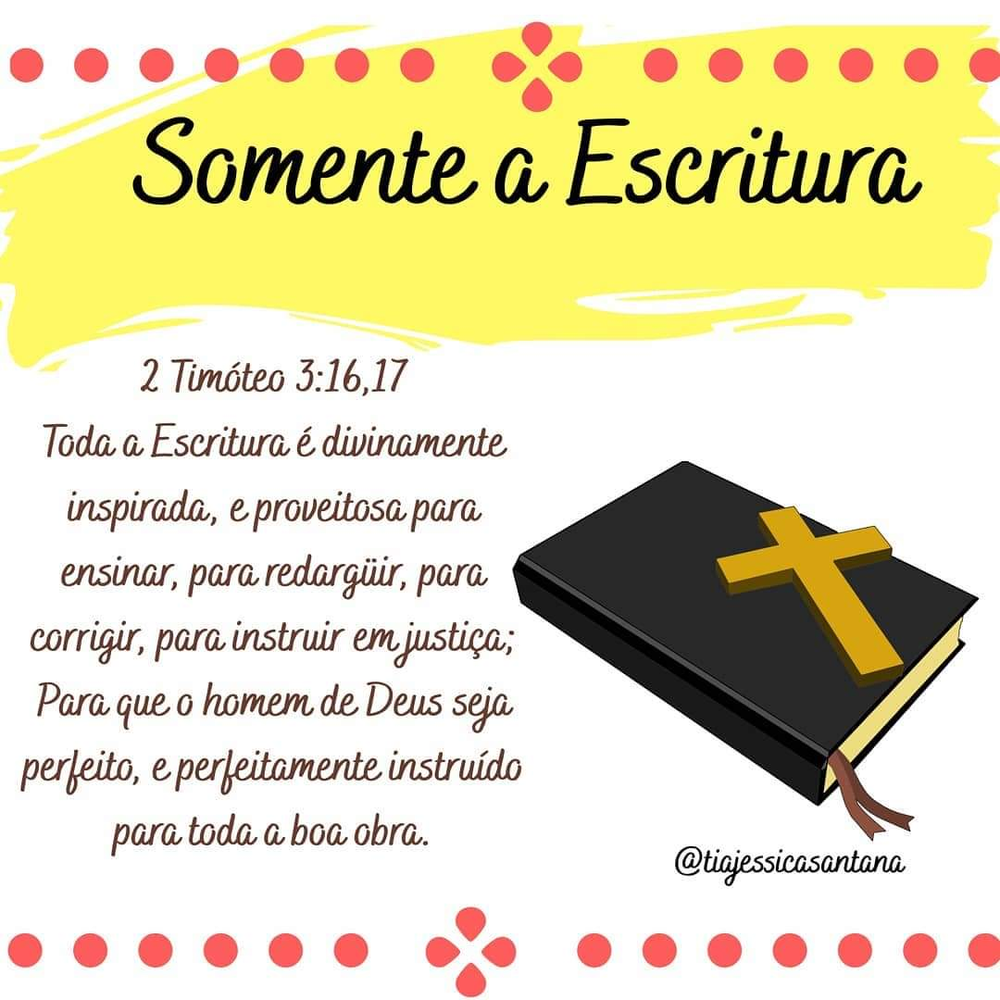 Somente a Escritura
2 Timóteo 3:16,17
Toda a Escritura é divinamente
inspirada, e proveitosa para
ensinar, para redargüir, para
corrigir, para instruir em justiça;
Para que o homem de Deus seja
perfeito, e perfeitamente instruído
para toda a boa obra.
@tiajessicasantana